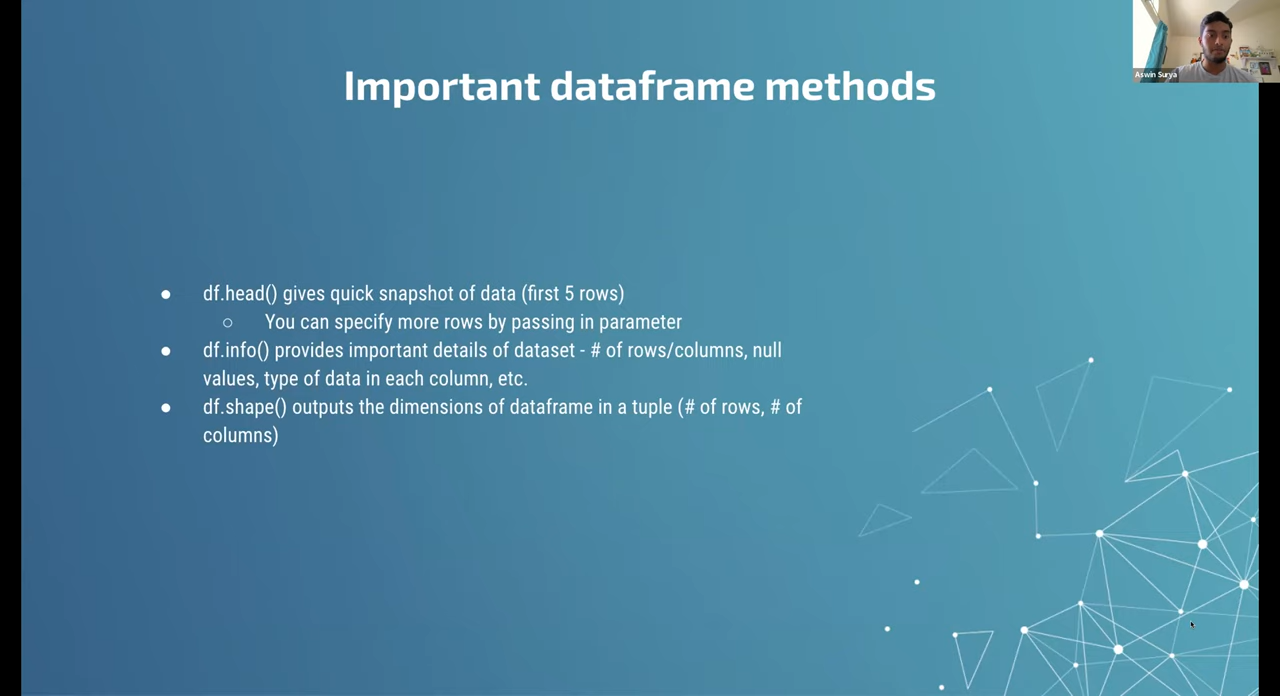 Important dataframe methods
Aswin Surya
● df.head() gives quick snapshot of data (first 5 rows)
○ You can specify more rows by passing in parameter
● df.info() provides important details of dataset - # of rows/columns, null
values, type of data in each column, etc.
● df.shape() outputs the dimensions of dataframe in a tuple (# of rows, # of
columns)